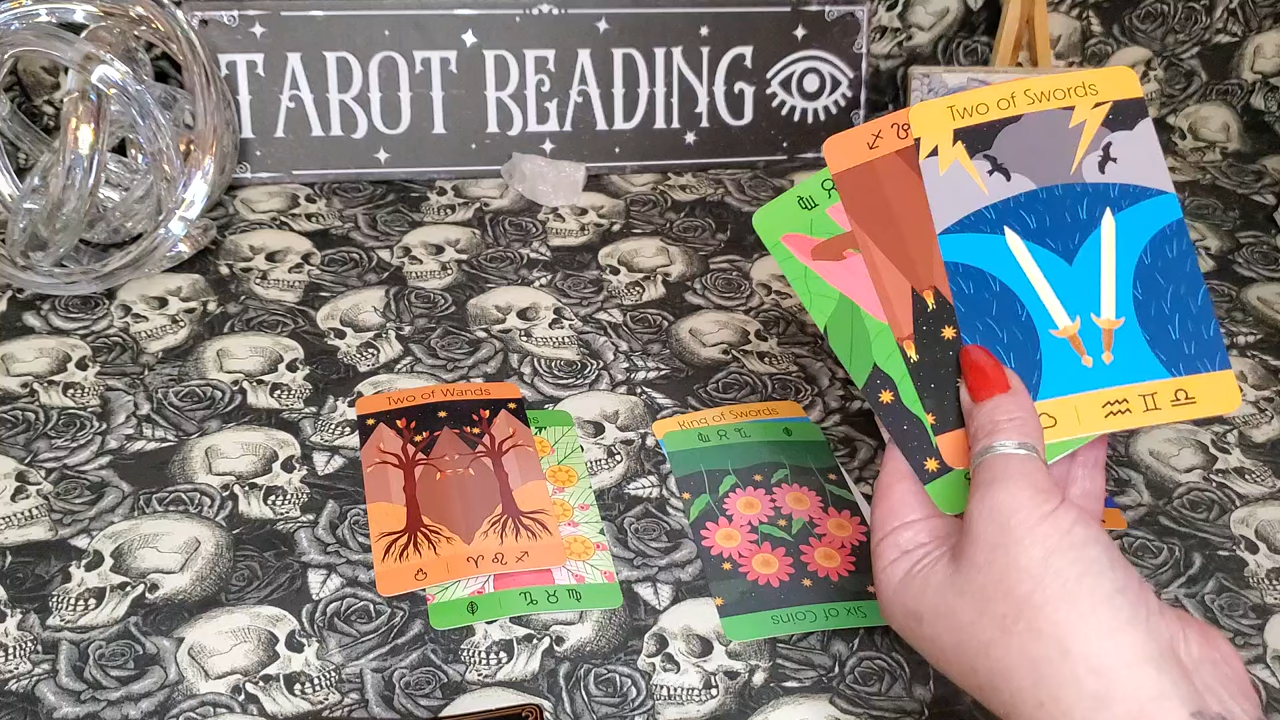 TAROT READING
Two of Swords
Two of Wands
King of Swords
Six of Coins